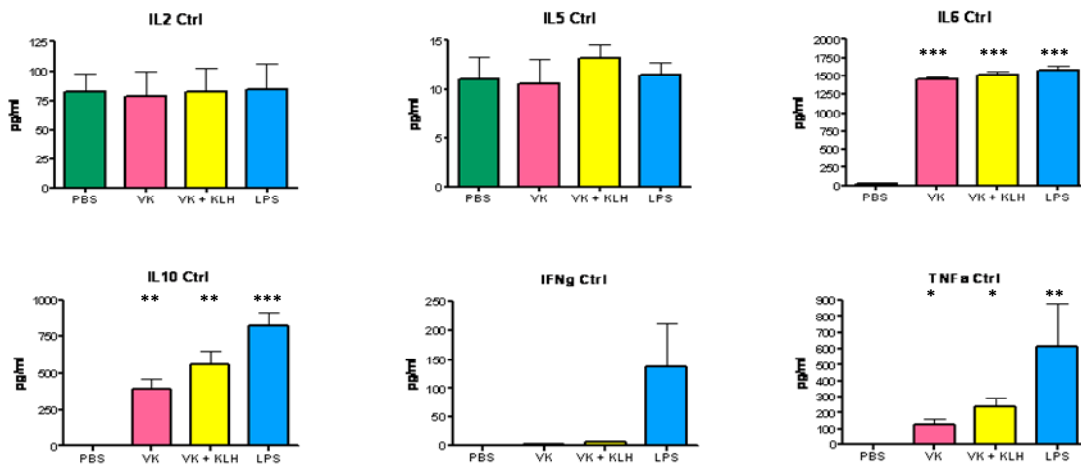 IL2 Ctrl
pg/ml
125
100
75
50
25
0
PBS VK VK + KLH LPS
IL5 Ctrl
pg/ml
15
10
5
0
PBS VK VK + KLH LPS
IL6 Ctrl
pg/ml
2000
1750
1500
1250
1000
750
500
250
0
*** *** ***
PBS VK VK + KLH LPS
IL10 Ctrl
pg/ml
1000
750
500
250
0
** ** ***
PBS VK VK + KLH LPS
IFNg Ctrl
pg/ml
250
200
150
100
50
0
PBS VK VK + KLH LPS
TNFa Ctrl
pg/ml
900
800
700
600
500
400
300
200
100
0
* * **
PBS VK VK + KLH LPS